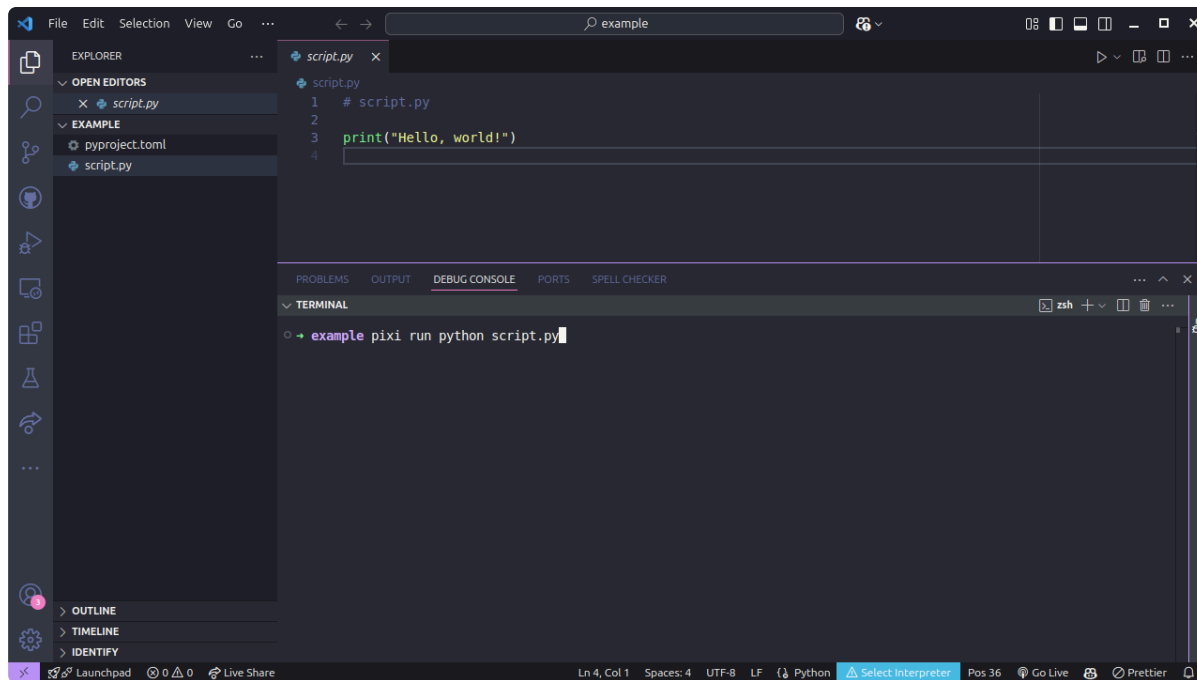 File Edit Selection View Go ··· example
EXPLORER ···
OPEN EDITORS
script.py
EXAMPLE
pyproject.toml
script.py
script.py
script.py
1 # script.py
2
3 print("Hello, world!")
4
PROBLEMS OUTPUT DEBUG CONSOLE PORTS SPELL CHECKER
TERMINAL zsh
example pixi run python script.py
3
OUTLINE
TIMELINE
IDENTIFY
Launchpad 0 0 Live Share Ln 4, Col 1 Spaces: 4 UTF-8 LF Python Select Interpreter Pos 36 Go Live Prettier